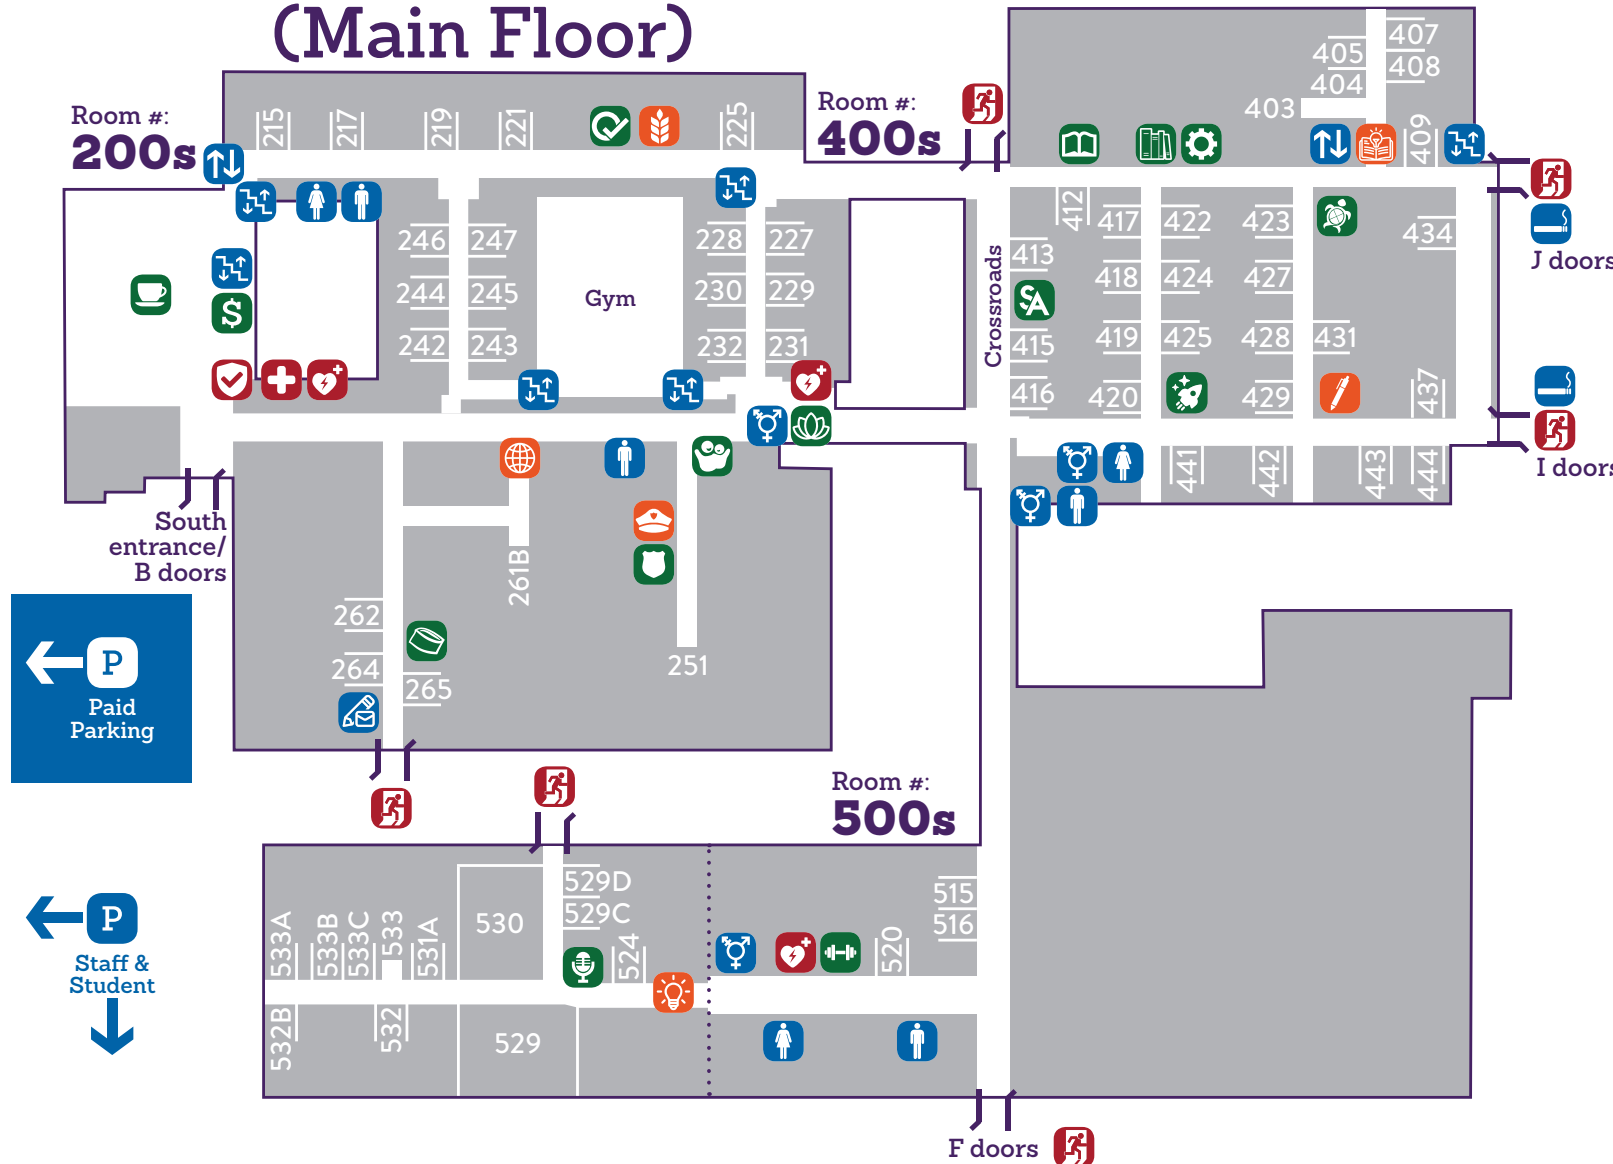 (Main Floor)
Room #:
200s
215
217
219
221
225
Room #:
400s
407
405
408
404
403
409
412
417
422
423
434
413
418
424
427
SA
415
419
425
428
431
416
420
429
437
441
442
443
444
Crossroads
J doors
I doors
246
247
228
227
244
245
230
229
242
243
232
231
Gym
$
South
entrance/
B doors
261B
262
264
265
251
P
Paid
Parking
P
Staff &
Student
Room #:
500s
529D
529C
530
515
516
533A
533B
533C
533
531A
524
520
532B
532
529
F doors